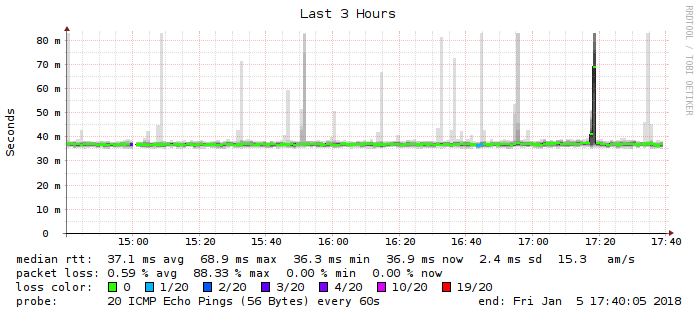 Last 3 Hours
RRDTOOL / TOBI OETIKER
Seconds
80 m
70 m
60 m
50 m
40 m
30 m
20 m
10 m
0
15:00 15:20 15:40 16:00 16:20 16:40 17:00 17:20 17:40
median rtt: 37.1 ms avg 68.9 ms max 36.3 ms min 36.9 ms now 2.4 ms sd 15.3 am/s
packet loss: 0.59 % avg 88.33 % max 0.00 % min 0.00 % now
loss color: 0 1/20 2/20 3/20 4/20 10/20 19/20
probe: 20 ICMP Echo Pings (56 Bytes) every 60s end: Fri Jan 5 17:40:05 2018